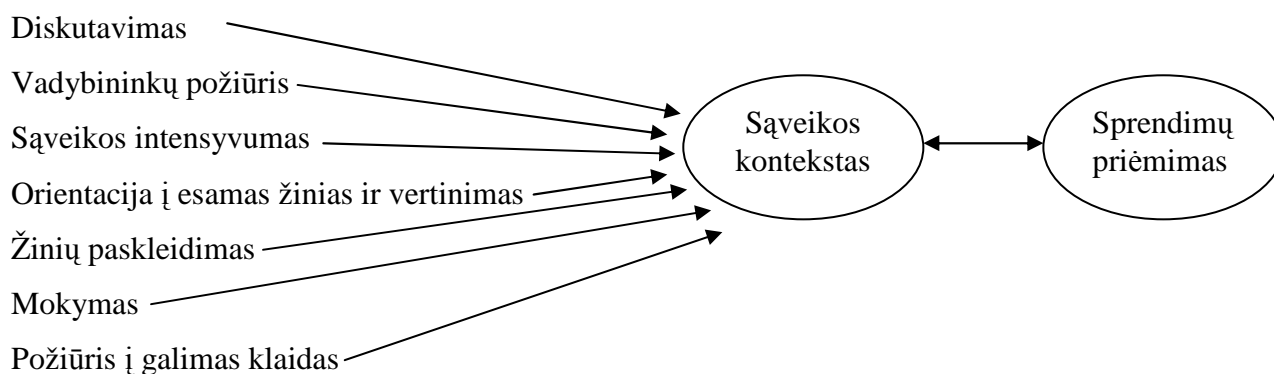 Diskutavimas
Vadybininkų požiūris
Sąveikos intensyvumas
Orientacija į esamas žinias ir vertinimas
Žinių paskleidimas
Mokymas
Požiūris į galimas klaidas
Sąveikos
kontekstas
Sprendimų
priėmimas